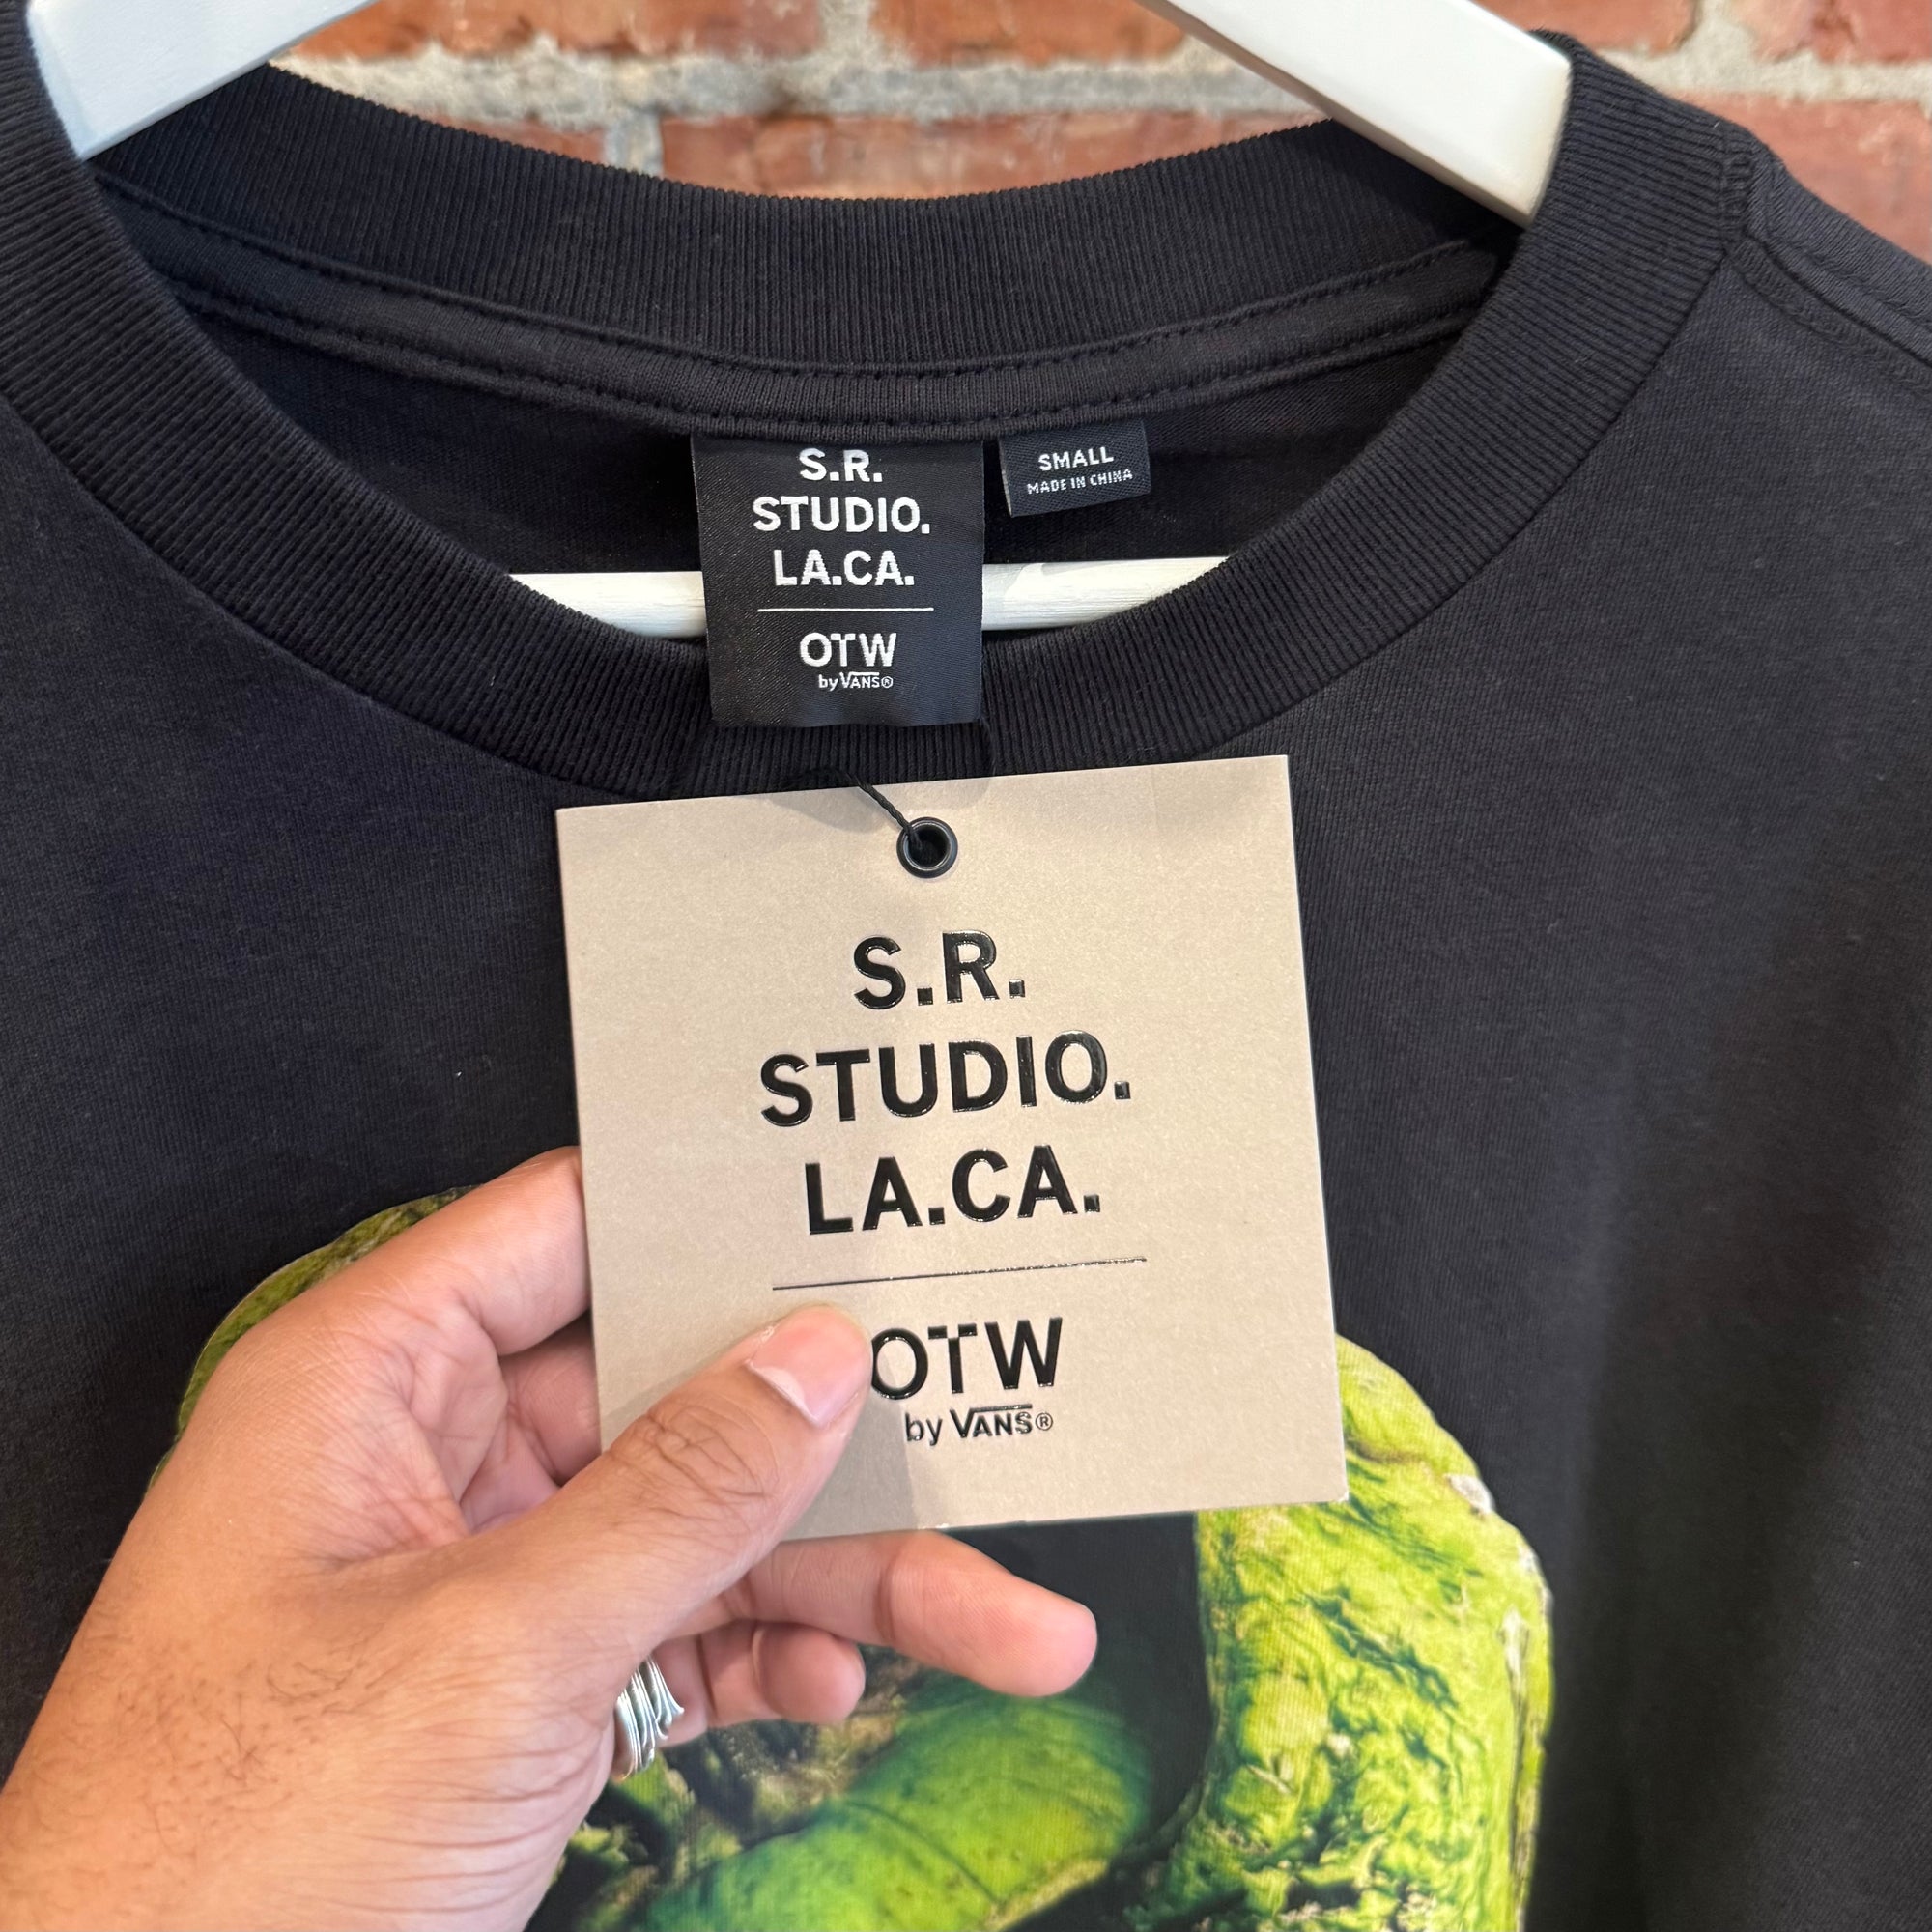 S.R.
STUDIO.
LA.CA.
OTW
by VANS®
SMALL
MADE IN CHINA
S.R.
STUDIO.
LA.CA.
OTW
by VANS®